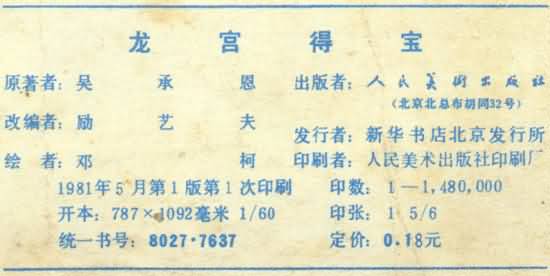 龙宫得宝
原著者：吴承恩 出版者：人民美術出版社
（北京北总布胡同32号）
改编者：励艺夫 发行者：新华书店北京发行所
绘者：邓柯 印刷者：人民美术出版社印刷厂
1981年5月第1版第1次印刷 印数：1—1,480,000
开本：787×1092毫米 1/60 印张：1 5/6
统一书号：8027·7637 定价：0.18元